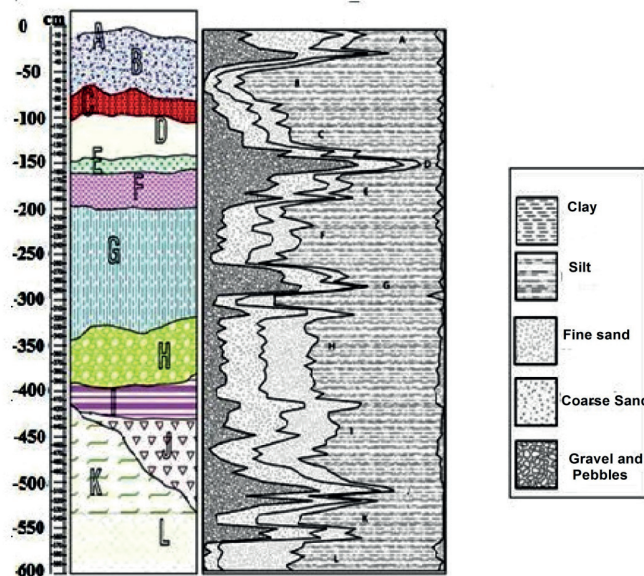 0 cm
-50
-100
-150
-200
-250
-300
-350
-400
-450
-500
-550
-600
A
B
C
D
E
F
G
H
I
J
K
L
A
B
C
D
E
F
G
H
I
K
L
Clay
Silt
Fine sand
Coarse Sand
Gravel and
Pebbles